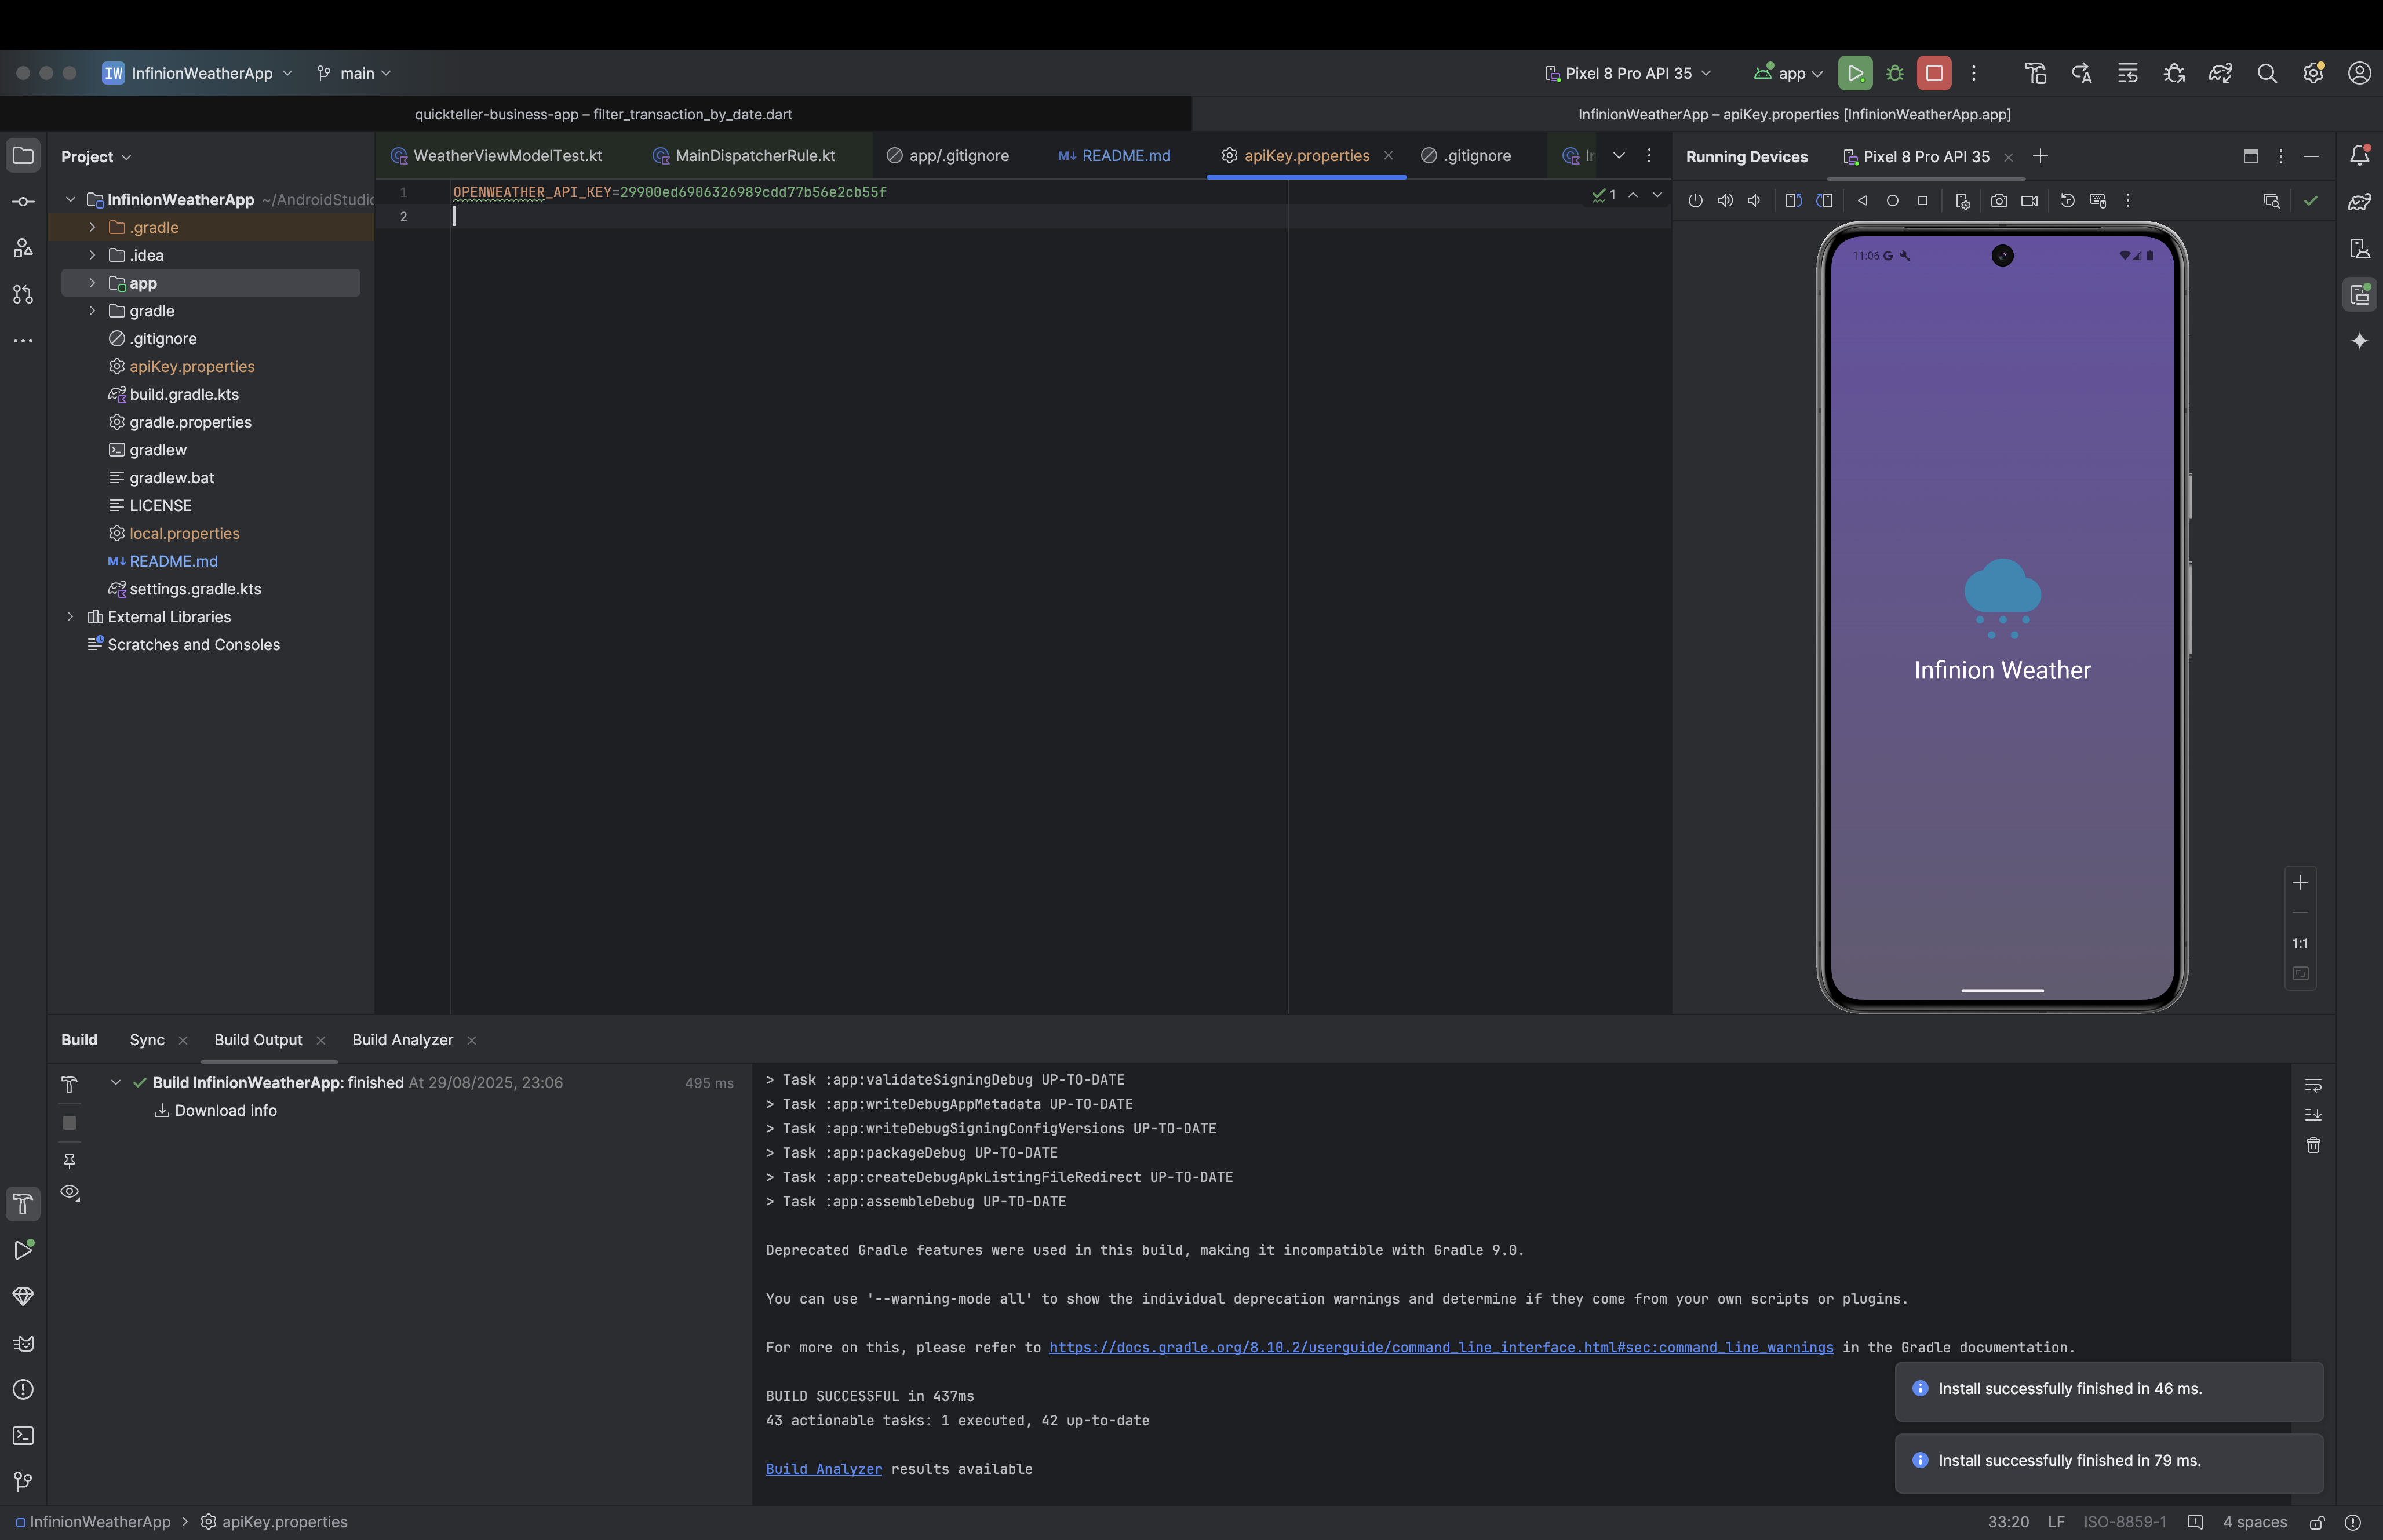 IW InfinionWeatherApp
main
Pixel 8 Pro API 35
app
quickteller-business-app – filter_transaction_by_date.dart
InfinionWeatherApp – apiKey.properties [InfinionWeatherApp.app]
Project
WeatherViewModelTest.kt
MainDispatcherRule.kt
app/.gitignore
M↓ README.md
apiKey.properties
.gitignore
Running Devices
Pixel 8 Pro API 35
InfinionWeatherApp ~/AndroidStudio
.gradle
.idea
app
gradle
.gitignore
apiKey.properties
build.gradle.kts
gradle.properties
gradlew
gradlew.bat
LICENSE
local.properties
M↓ README.md
settings.gradle.kts
External Libraries
Scratches and Consoles
1 OPENWEATHER_API_KEY=29900ed6906326989cdd77b56e2cb55f
2
1
11:06 G
Infinion Weather
1:1
Build
Sync
Build Output
Build Analyzer
Build InfinionWeatherApp: finished At 29/08/2025, 23:06 495 ms
Download info
> Task :app:validateSigningDebug UP-TO-DATE
> Task :app:writeDebugAppMetadata UP-TO-DATE
> Task :app:writeDebugSigningConfigVersions UP-TO-DATE
> Task :app:packageDebug UP-TO-DATE
> Task :app:createDebugApkListingFileRedirect UP-TO-DATE
> Task :app:assembleDebug UP-TO-DATE
Deprecated Gradle features were used in this build, making it incompatible with Gradle 9.0.
You can use '--warning-mode all' to show the individual deprecation warnings and determine if they come from your own scripts or plugins.
For more on this, please refer to https://docs.gradle.org/8.10.2/userguide/command_line_interface.html#sec:command_line_warnings in the Gradle documentation.
BUILD SUCCESSFUL in 437ms
43 actionable tasks: 1 executed, 42 up-to-date
Build Analyzer results available
Install successfully finished in 46 ms.
Install successfully finished in 79 ms.
InfinionWeatherApp > apiKey.properties
33:20 LF ISO-8859-1 4 spaces